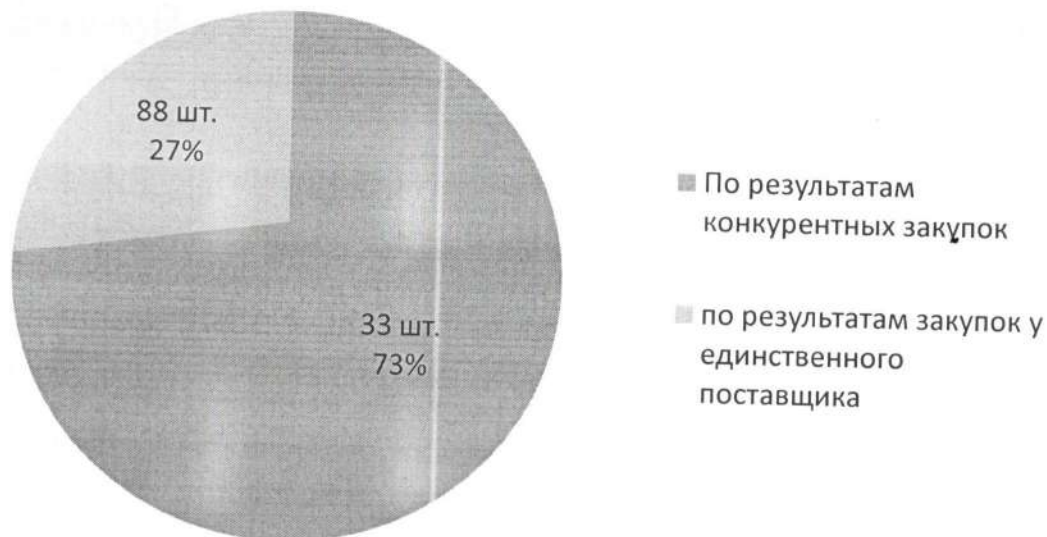 88 шт.
27%
33 шт.
73%
По результатам
конкурентных закупок
по результатам закупок у
единственного
поставщика